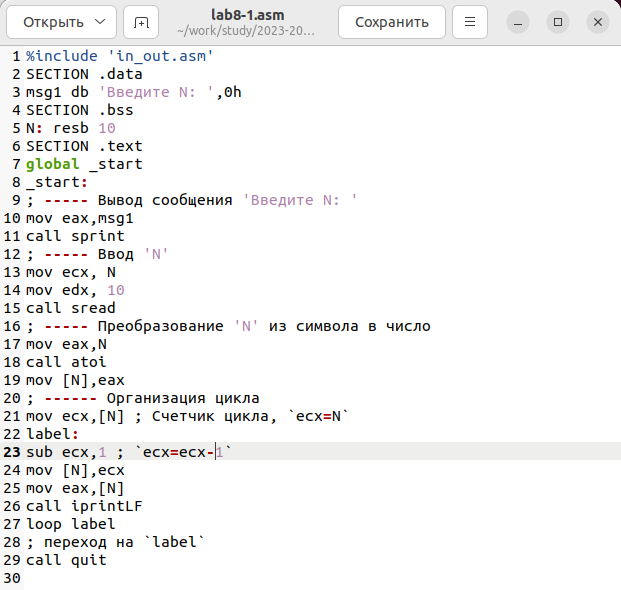 Открыть
lab8-1.asm
~/work/study/2023-20...
Сохранить
1 %include 'in_out.asm'
2 SECTION .data
3 msg1 db 'Введите N: ',0h
4 SECTION .bss
5 N: resb 10
6 SECTION .text
7 global _start
8 _start:
9 ; ----- Вывод сообщения 'Введите N: '
10 mov eax,msg1
11 call sprint
12 ; ----- Ввод 'N'
13 mov ecx, N
14 mov edx, 10
15 call sread
16 ; ----- Преобразование 'N' из символа в число
17 mov eax,N
18 call atoi
19 mov [N],eax
20 ; ------ Организация цикла
21 mov ecx,[N] ; Счетчик цикла, `ecx=N`
22 label:
23 sub ecx,1 ; `ecx=ecx-1`
24 mov [N],ecx
25 mov eax,[N]
26 call iprintLF
27 loop label
28 ; переход на `label`
29 call quit
30